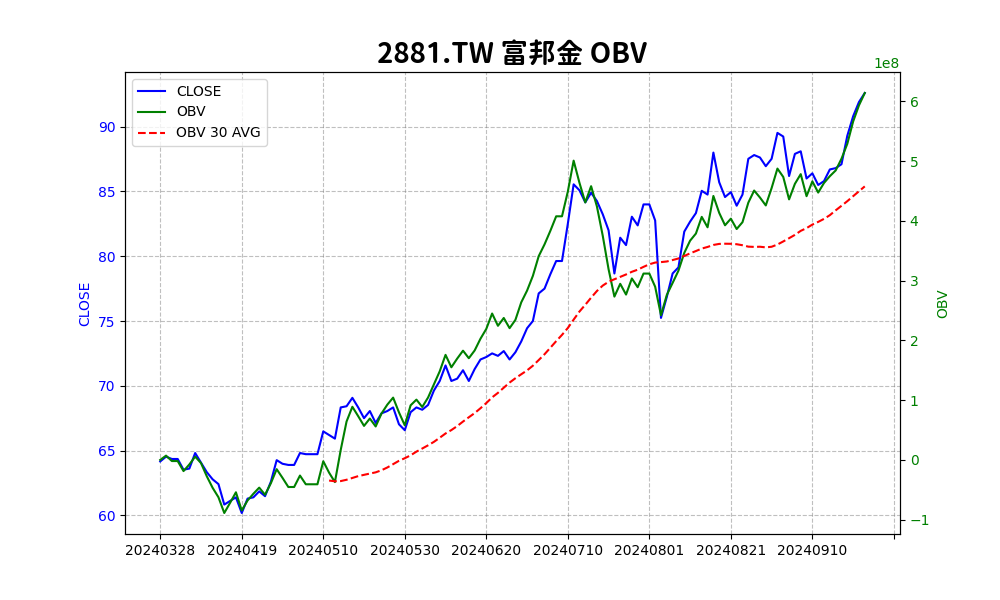 2881.TW 富邦金 OBV
1e8
CLOSE
OBV
OBV 30 AVG
90
85
80
75
70
65
60
CLOSE
6
5
4
3
2
1
0
−1
OBV
20240328 20240419 20240510 20240530 20240620 20240710 20240801 20240821 20240910